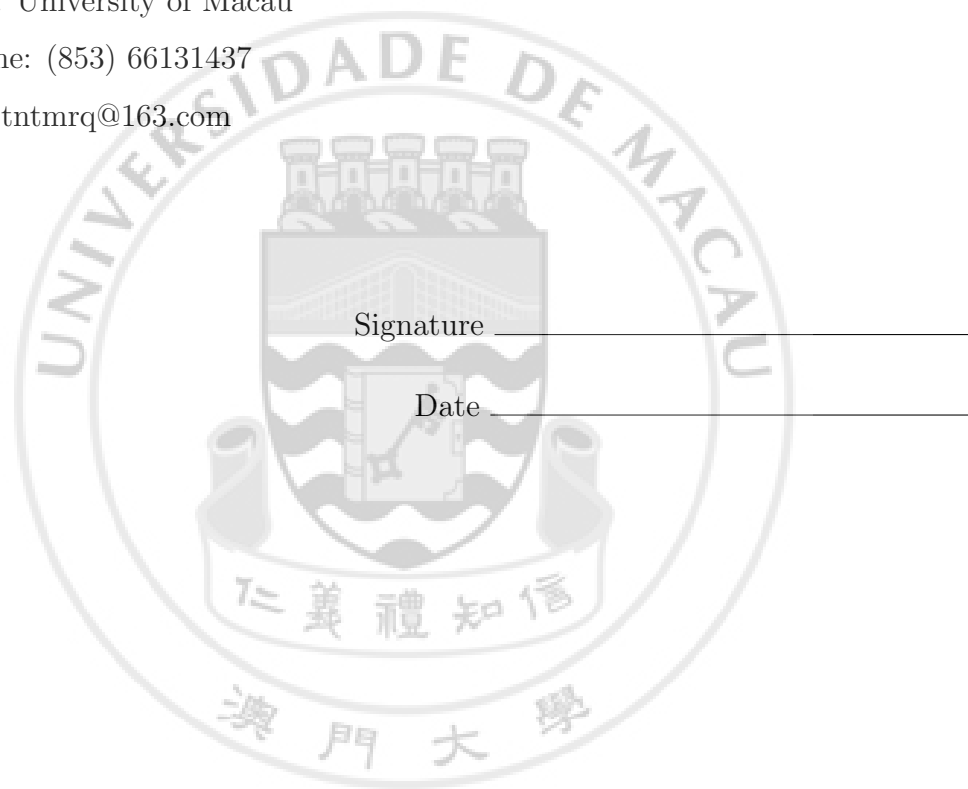 : University of Macau
ne: (853) 66131437
tntmrq@163.com
UNIVERSIDADE DE MACAU
Signature
Date
仁義禮知信
澳門大學